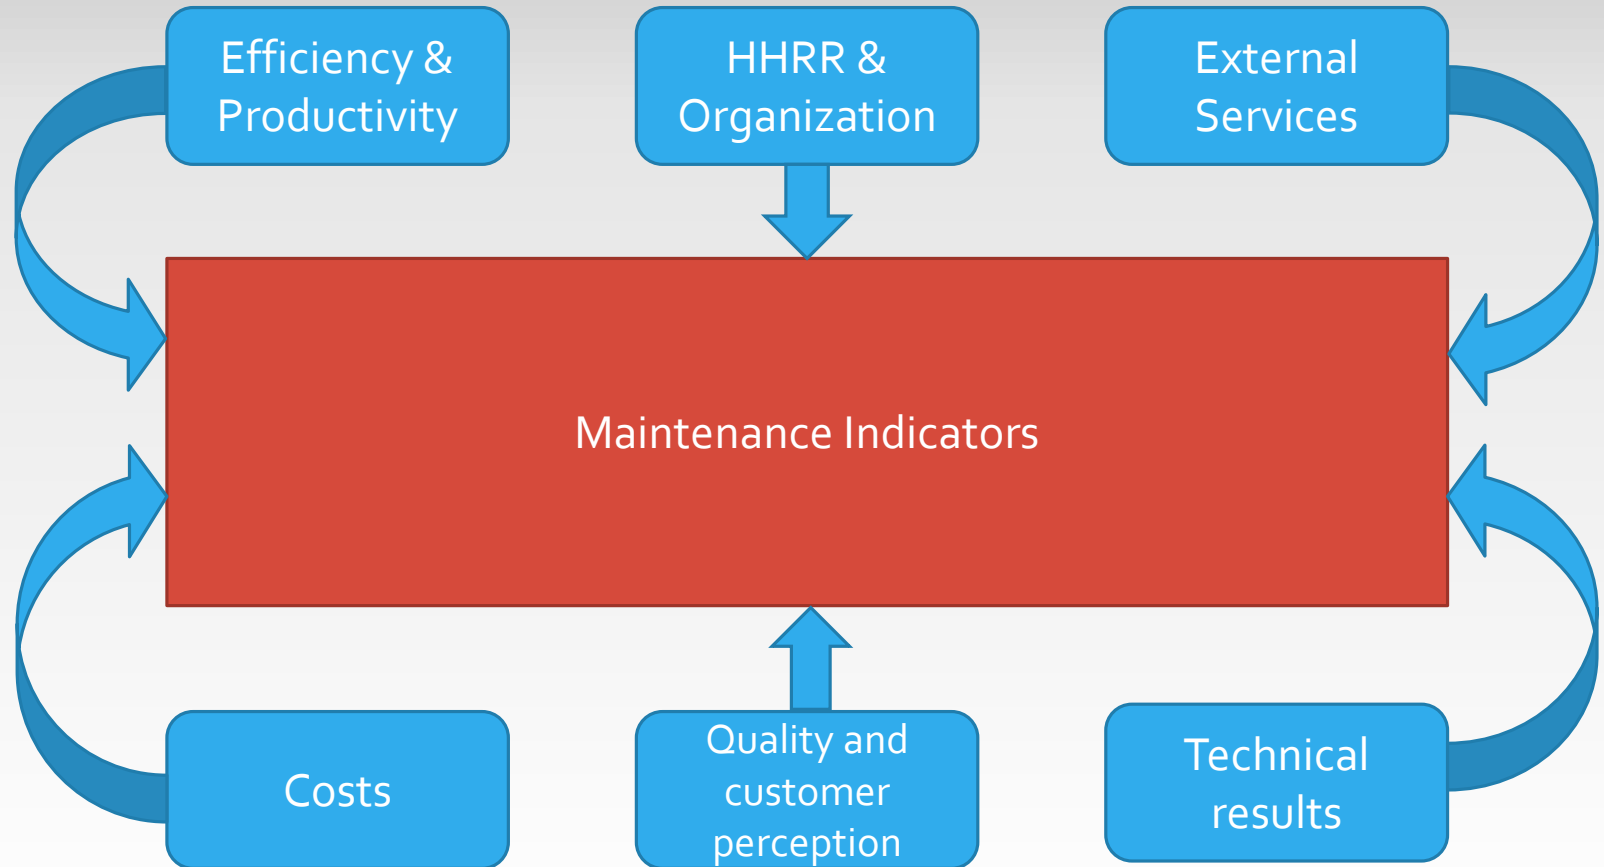 Efficiency &
Productivity
HHRR &
Organization
External
Services
Maintenance Indicators
Costs
Quality and
customer
perception
Technical
results